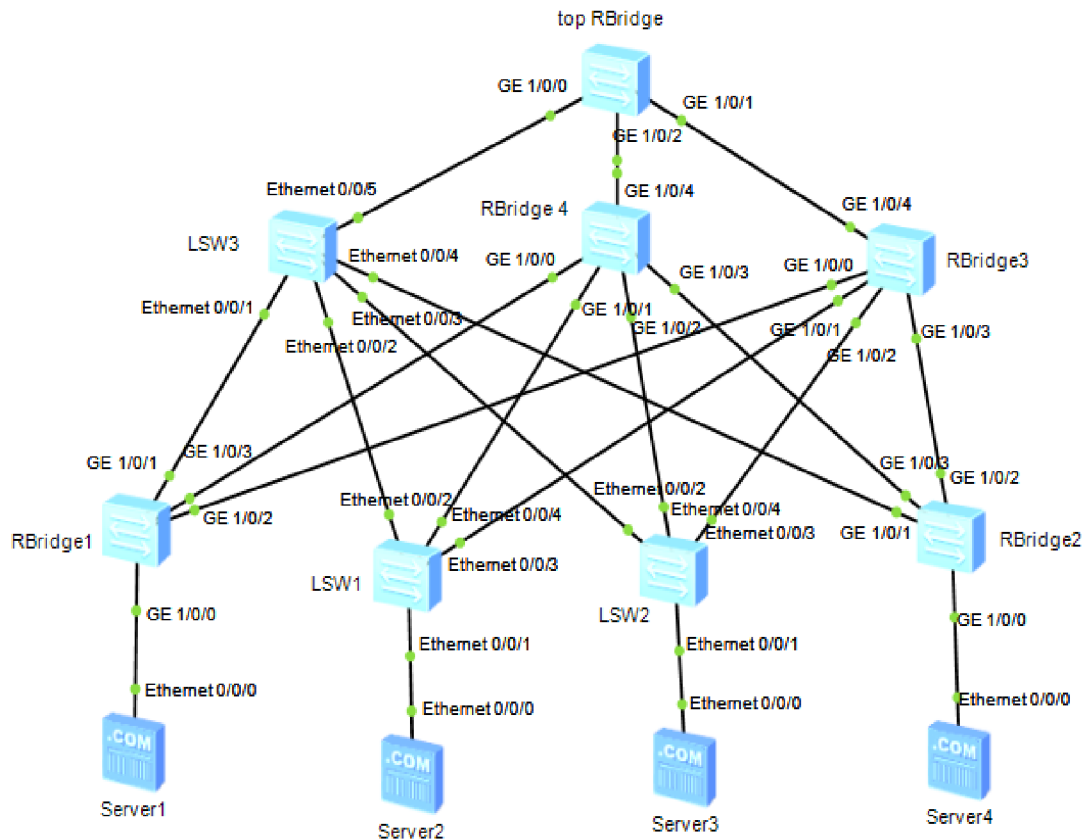 top RBridge
GE 1/0/0
GE 1/0/1
GE 1/0/2
Ethernet 0/0/5
RBridge 4
GE 1/0/4
GE 1/0/4
LSW3
Ethernet 0/0/4
GE 1/0/0
GE 1/0/3
GE 1/0/0
RBridge3
Ethernet 0/0/1
Ethernet 0/0/3
GE 1/0/1
GE 1/0/2
GE 1/0/1
GE 1/0/3
Ethernet 0/0/2
GE 1/0/2
GE 1/0/1
GE 1/0/3
GE 1/0/3
GE 1/0/2
Ethernet 0/0/2
Ethernet 0/0/2
GE 1/0/2
Ethernet 0/0/4
Ethernet 0/0/4
Ethernet 0/0/3
GE 1/0/1
RBridge1
RBridge2
Ethernet 0/0/3
LSW1
LSW2
GE 1/0/0
GE 1/0/0
Ethernet 0/0/1
Ethernet 0/0/1
Ethernet 0/0/0
Ethernet 0/0/0
Ethernet 0/0/0
Ethernet 0/0/0
.COM
.COM
.COM
.COM
Server1
Server2
Server3
Server4